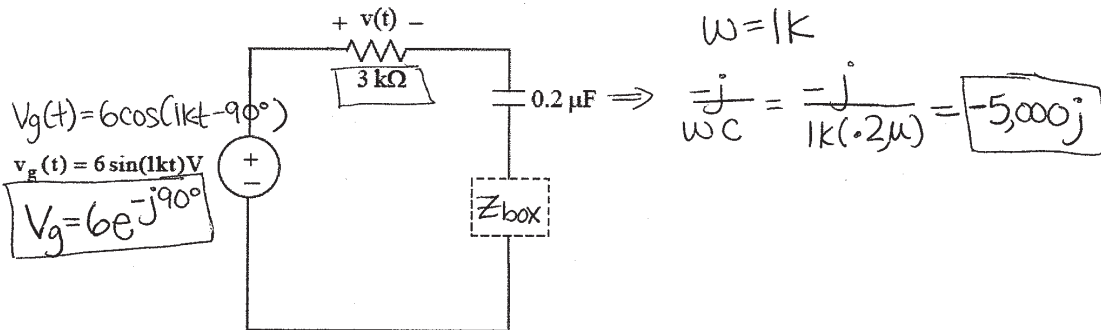 + v(t) −
3 kΩ
ω=1k
Vg(t)=6cos(1kt-90°)
v_g (t) = 6 sin(1kt) V
+
−
Vg=6e^-j90°
0.2 μF ⇒ -j/ωC = -j/1k(.2μ) = -5,000j
Zbox